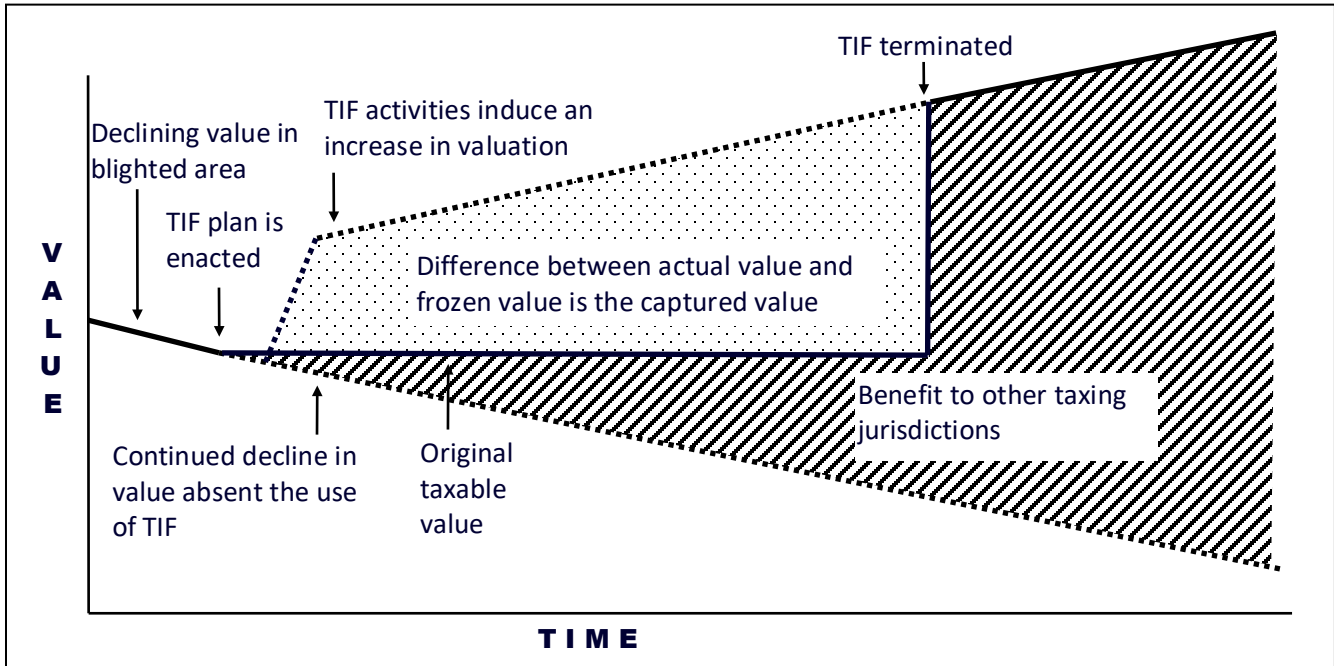 TIF terminated
TIF activities induce an
increase in valuation
Declining value in
blighted area
TIF plan is
enacted
VALUE
Difference between actual value and
frozen value is the captured value
Benefit to other taxing
jurisdictions
Continued decline in
value absent the use
of TIF
Original
taxable
value
TIME